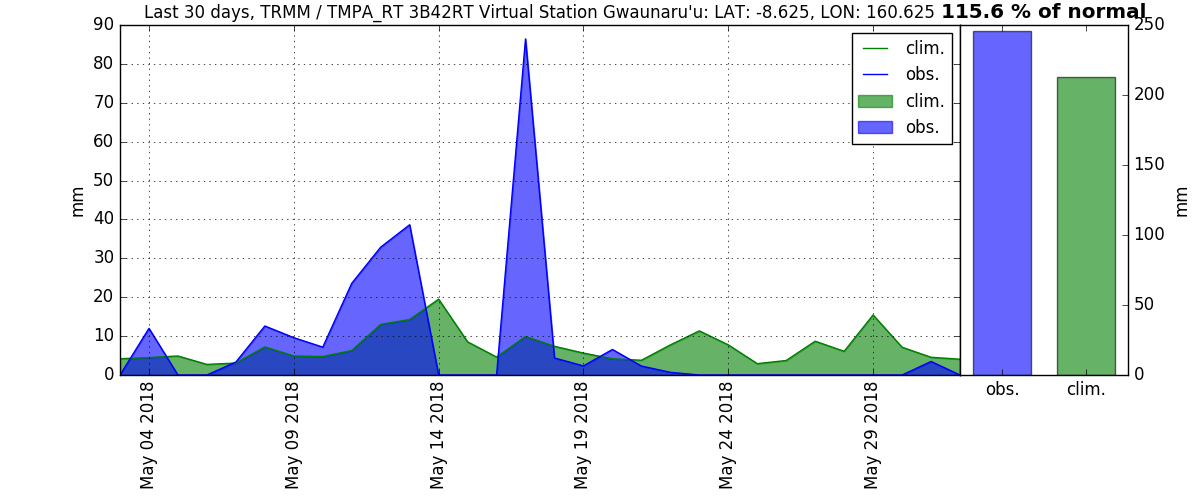 Last 30 days, TRMM / TMPA_RT 3B42RT Virtual Station Gwaunaru'u: LAT: -8.625, LON: 160.625 115.6 % of normal
90
80
70
60
50
40
30
20
10
0
mm
clim.
obs.
clim.
obs.
250
200
150
100
50
0
mm
obs. clim.
May 04 2018
May 09 2018
May 14 2018
May 19 2018
May 24 2018
May 29 2018